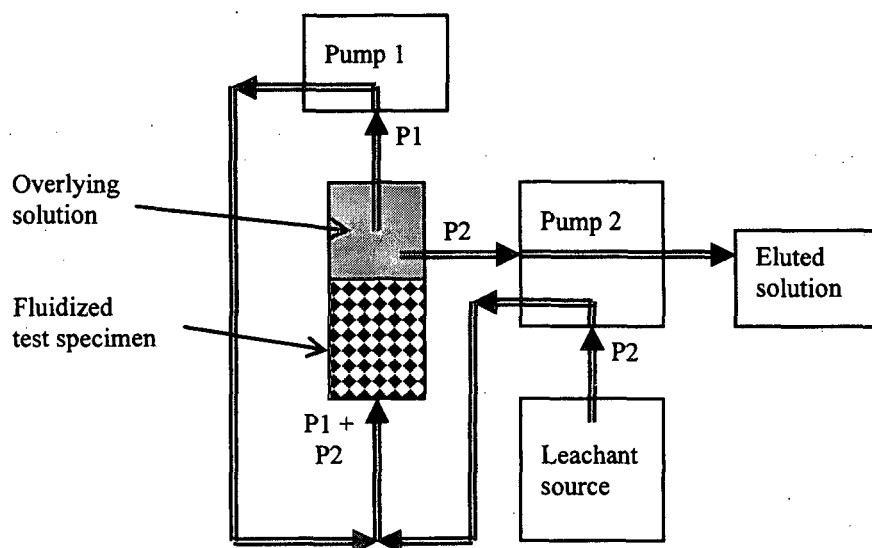 Pump 1
P1
Overlying
solution
P2
Pump 2
Eluted
solution
Fluidized
test specimen
P2
P1 +
P2
Leachant
source